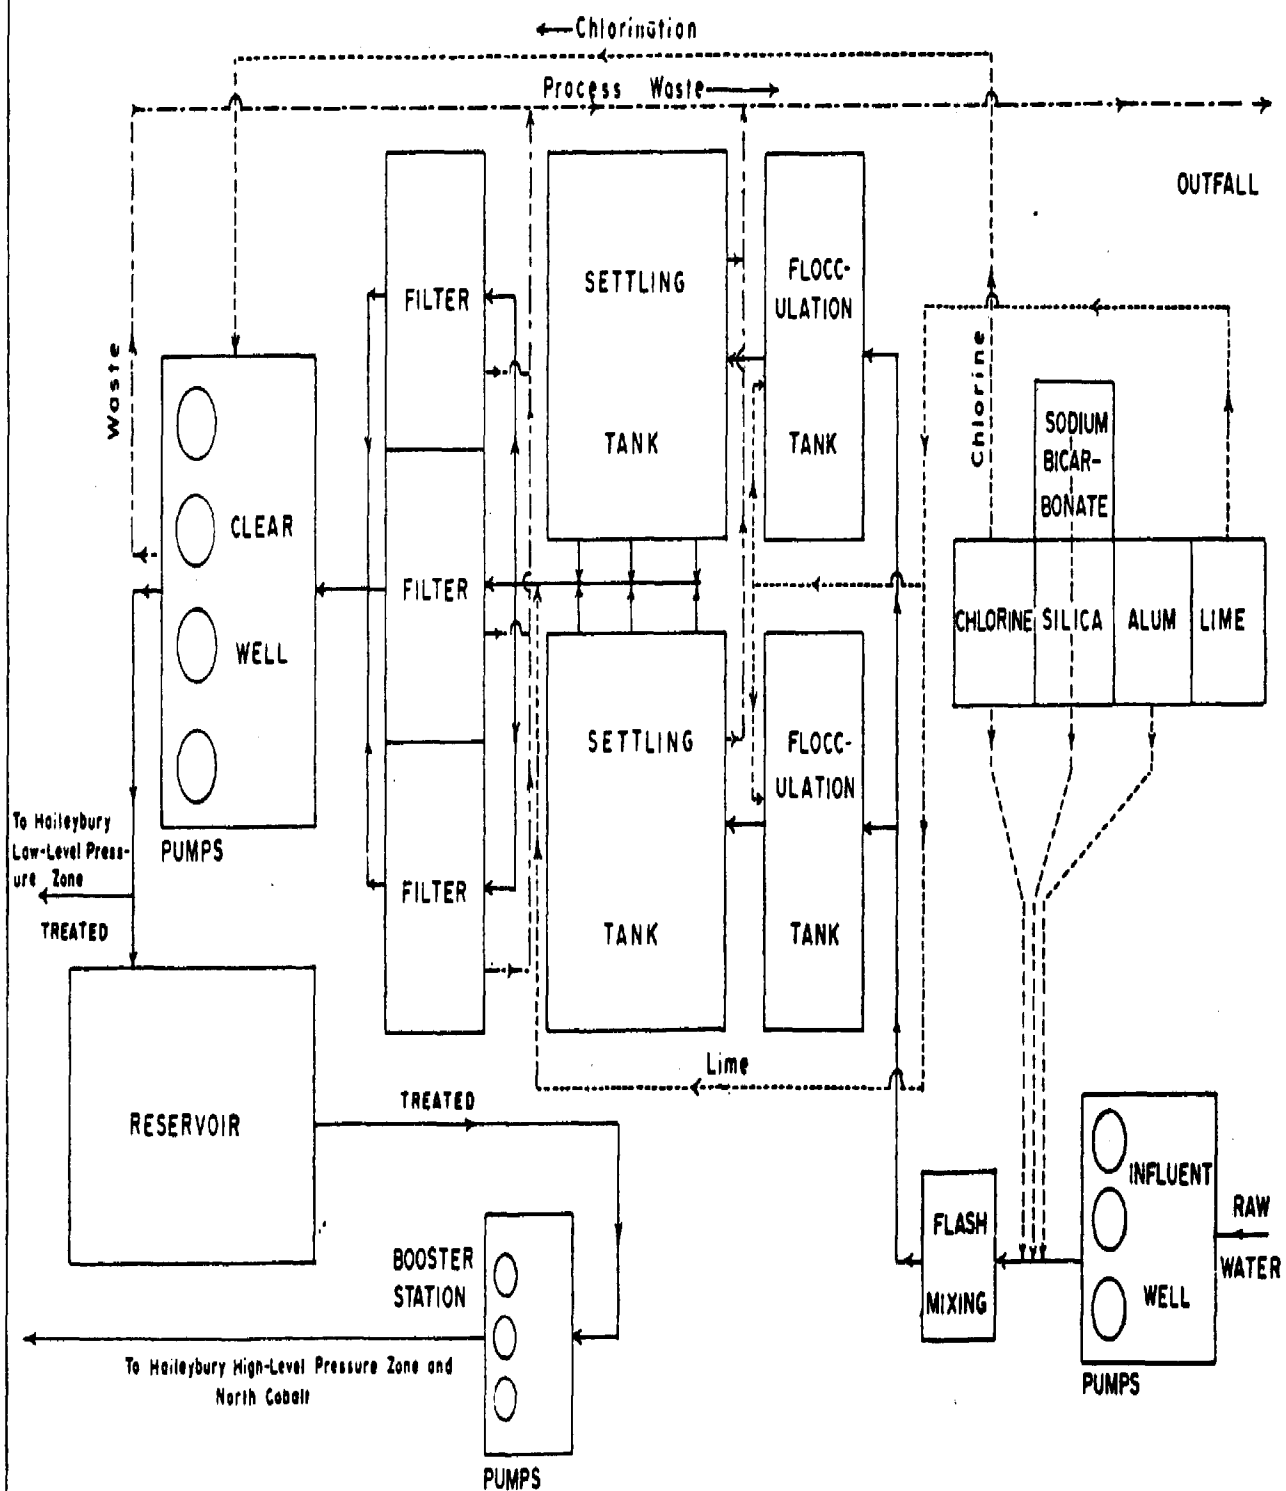 Chlorination
Process Waste
OUTFALL
SETTLING
TANK
FLOCC-
ULATION
TANK
FILTER
Waste
Chlorine
SODIUM
BICAR-
BONATE
CLEAR
WELL
FILTER
CHLORINE
SILICA
ALUM
LIME
SETTLING
TANK
FLOCC-
ULATION
TANK
To Haileybury
Low-Level Press-
ure Zone
PUMPS
TREATED
FILTER
Lime
RESERVOIR
TREATED
INFLUENT
WELL
RAW
WATER
FLASH
MIXING
BOOSTER
STATION
To Haileybury High-Level Pressure Zone and
North Cobalt
PUMPS
PUMPS